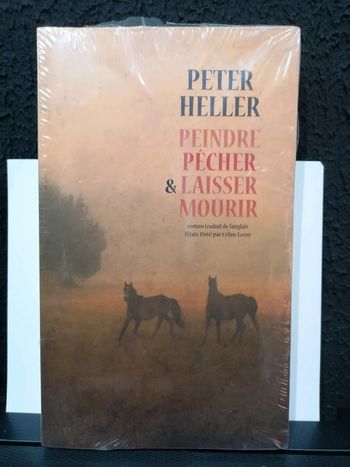 PETER
HELLER
PEINDRE
PÊCHER
& LAISSER
MOURIR
roman traduit de l'anglais
(États-Unis) par Céline Leroy